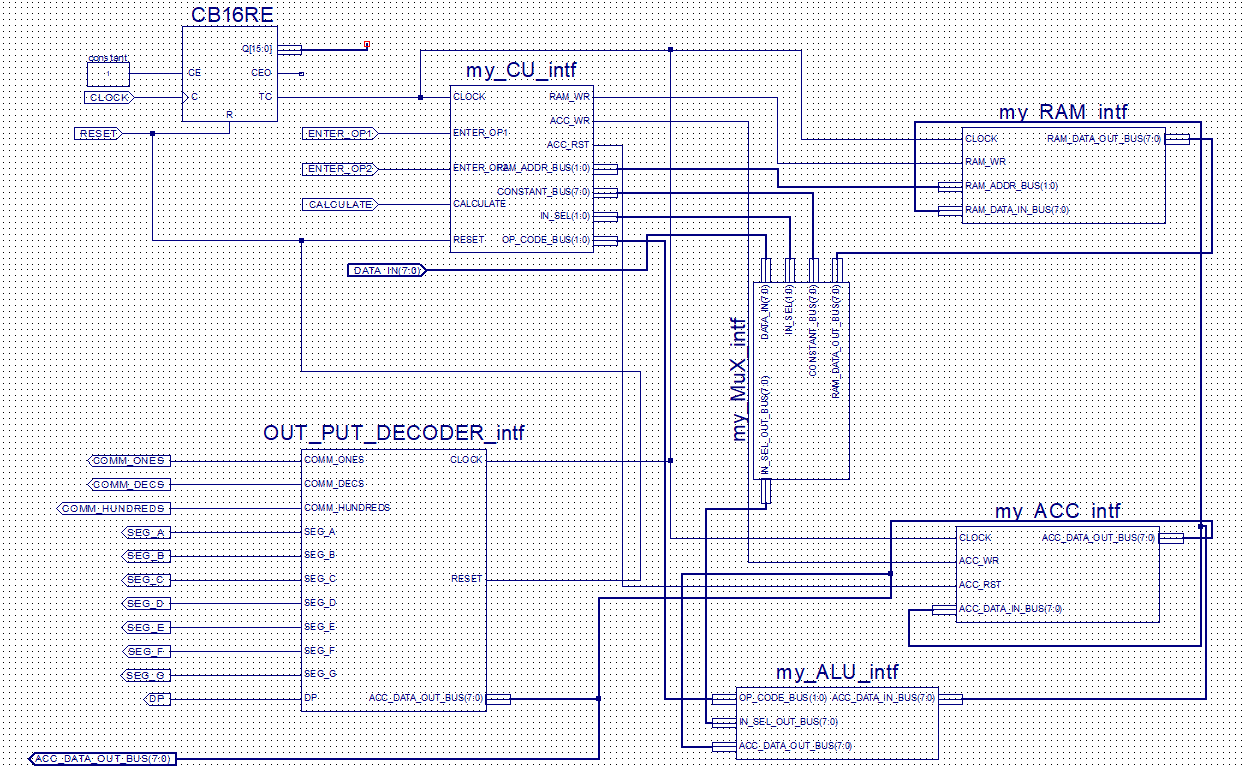 CB16RE
Q[15:0]
constant
1
CE
CEO
CLOCK
C
TC
R
RESET
my_CU_intf
CLOCK
RAM_WR
ACC_WR
ENTER_OP1
ENTER_OP1
ACC_RST
ENTER_OP2
ENTER_OP2
RAM_ADDR_BUS(1:0)
CONSTANT_BUS(7:0)
CALCULATE
CALCULATE
IN_SEL(1:0)
RESET
OP_CODE_BUS(1:0)
DATA_IN(7:0)
my_RAM_intf
CLOCK
RAM_DATA_OUT_BUS(7:0)
RAM_WR
RAM_ADDR_BUS(1:0)
RAM_DATA_IN_BUS(7:0)
my_MuX_intf
DATA_IN(7:0)
IN_SEL(1:0)
CONSTANT_BUS(7:0)
RAM_DATA_OUT_BUS(7:0)
IN_SEL_OUT_BUS(7:0)
OUT_PUT_DECODER_intf
COMM_ONES
COMM_ONES
CLOCK
COMM_DECS
COMM_DECS
COMM_HUNDREDS
COMM_HUNDREDS
SEG_A
SEG_A
SEG_B
SEG_B
SEG_C
SEG_C
RESET
SEG_D
SEG_D
SEG_E
SEG_E
SEG_F
SEG_F
SEG_G
SEG_G
DP
DP
ACC_DATA_OUT_BUS(7:0)
ACC_DATA_OUT_BUS(7:0)
my_ACC_intf
CLOCK
ACC_DATA_OUT_BUS(7:0)
ACC_WR
ACC_RST
ACC_DATA_IN_BUS(7:0)
my_ALU_intf
OP_CODE_BUS(1:0)
ACC_DATA_IN_BUS(7:0)
IN_SEL_OUT_BUS(7:0)
ACC_DATA_OUT_BUS(7:0)